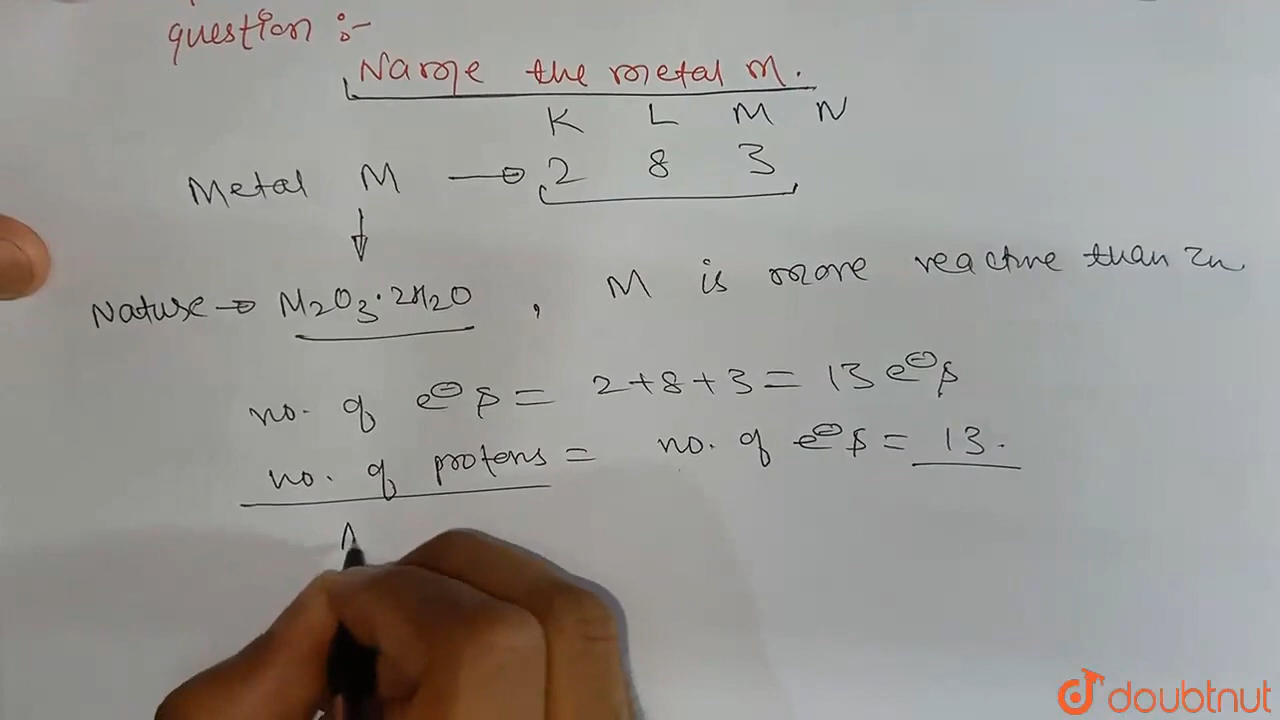 question :-
Name the metal M.
K L M N
Metal M → 2 8 3
Nature → M₂O₃·2H₂O , M is more reactive than Zn
no. of e⊖s = 2+8+3 = 13 e⊖s
no. of protons = no. of e⊖s = 13.
A
doubtnut